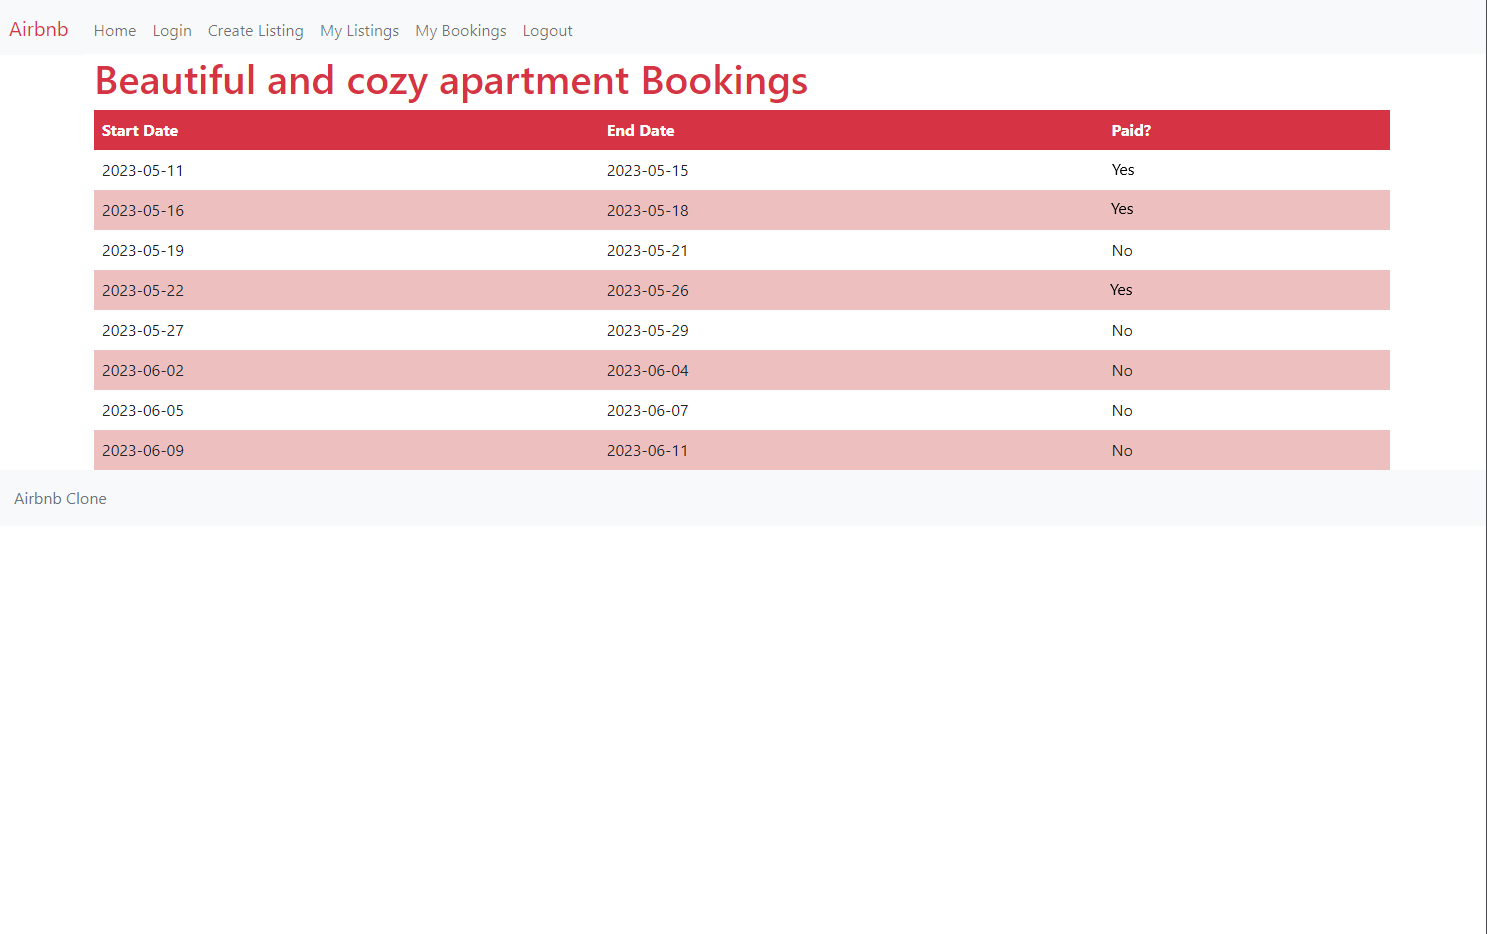 Airbnb Home Login Create Listing My Listings My Bookings Logout
Beautiful and cozy apartment Bookings
Start Date End Date Paid?
2023-05-11 2023-05-15 Yes
2023-05-16 2023-05-18 Yes
2023-05-19 2023-05-21 No
2023-05-22 2023-05-26 Yes
2023-05-27 2023-05-29 No
2023-06-02 2023-06-04 No
2023-06-05 2023-06-07 No
2023-06-09 2023-06-11 No
Airbnb Clone